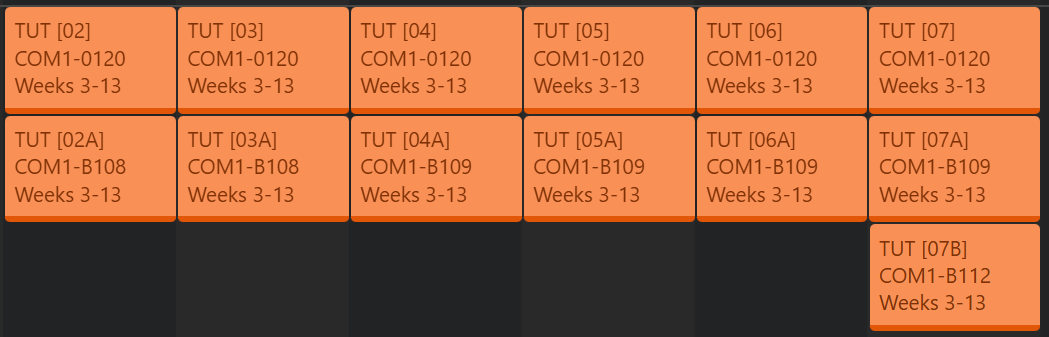 TUT [02]
COM1-0120
Weeks 3-13
TUT [03]
COM1-0120
Weeks 3-13
TUT [04]
COM1-0120
Weeks 3-13
TUT [05]
COM1-0120
Weeks 3-13
TUT [06]
COM1-0120
Weeks 3-13
TUT [07]
COM1-0120
Weeks 3-13
TUT [02A]
COM1-B108
Weeks 3-13
TUT [03A]
COM1-B108
Weeks 3-13
TUT [04A]
COM1-B109
Weeks 3-13
TUT [05A]
COM1-B109
Weeks 3-13
TUT [06A]
COM1-B109
Weeks 3-13
TUT [07A]
COM1-B109
Weeks 3-13
TUT [07B]
COM1-B112
Weeks 3-13